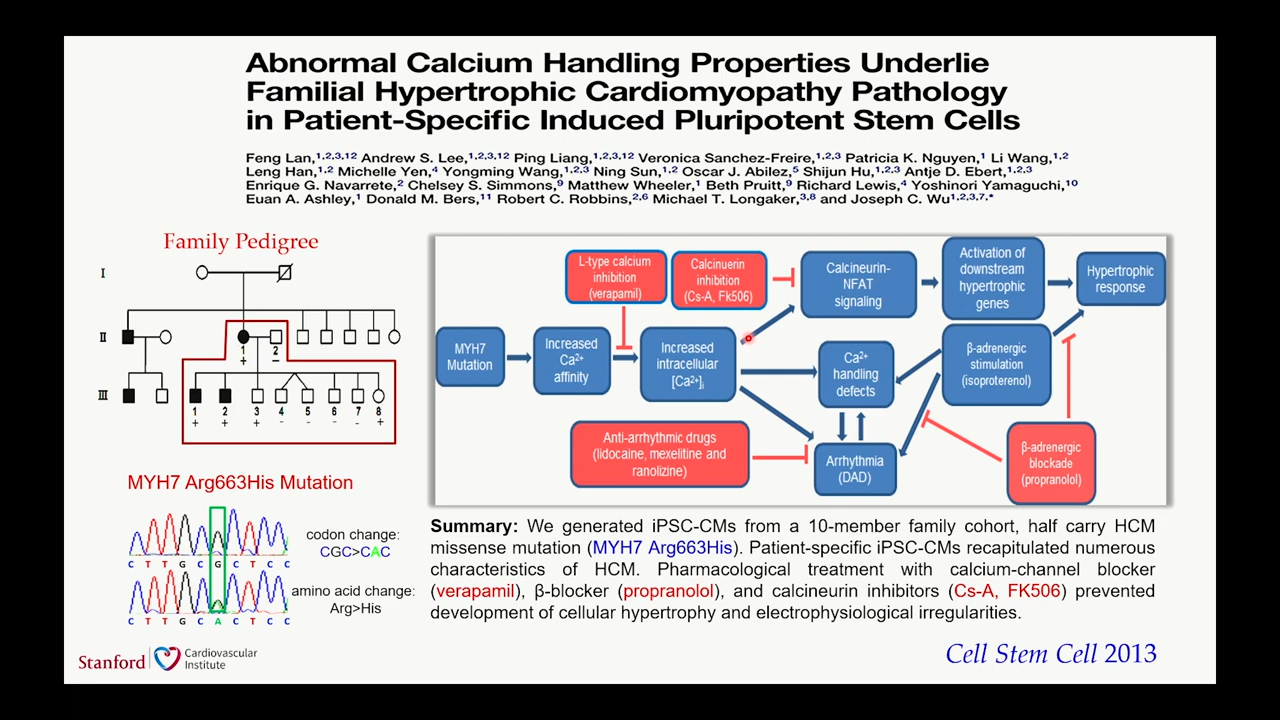 Abnormal Calcium Handling Properties Underlie
Familial Hypertrophic Cardiomyopathy Pathology
in Patient-Specific Induced Pluripotent Stem Cells
Feng Lan,1,2,3,12 Andrew S. Lee,1,2,3,12 Ping Liang,1,2,3,12 Veronica Sanchez-Freire,1,2,3 Patricia K. Nguyen,1 Li Wang,1,2
Leng Han,1,2 Michelle Yen,4 Yongming Wang,1,2,3 Ning Sun,1,2 Oscar J. Abilez,5 Shijun Hu,1,2,3 Antje D. Ebert,1,2,3
Enrique G. Navarrete,2 Chelsey S. Simmons,9 Matthew Wheeler,1 Beth Pruitt,9 Richard Lewis,4 Yoshinori Yamaguchi,10
Euan A. Ashley,1 Donald M. Bers,11 Robert C. Robbins,2,6 Michael T. Longaker,3,8 and Joseph C. Wu1,2,3,7,*
Family Pedigree
I
II
1
2
+
–
III
1 2 3 4 5 6 7 8
+ + + - - - - +
MYH7 Arg663His Mutation
C T T G C G C T C C
codon change:
CGC>CAC
C T T G C A C T C C
amino acid change:
Arg>His
MYH7
Mutation
Increased
Ca2+
affinity
L-type calcium
inhibition
(verapamil)
Increased
intracellular
[Ca2+]i
Calcinuerin
inhibition
(Cs-A, Fk506)
Calcineurin-
NFAT
signaling
Activation of
downstream
hypertrophic
genes
Hypertrophic
response
Ca2+
handling
defects
β-adrenergic
stimulation
(isoproterenol)
Anti-arrhythmic drugs
(lidocaine, mexelitine and
ranolizine)
Arrhythmia
(DAD)
β-adrenergic
blockade
(propranolol)
Summary: We generated iPSC-CMs from a 10-member family cohort, half carry HCM
missense mutation (MYH7 Arg663His). Patient-specific iPSC-CMs recapitulated numerous
characteristics of HCM. Pharmacological treatment with calcium-channel blocker
(verapamil), β-blocker (propranolol), and calcineurin inhibitors (Cs-A, FK506) prevented
development of cellular hypertrophy and electrophysiological irregularities.
Stanford
Cardiovascular
Institute
Cell Stem Cell 2013